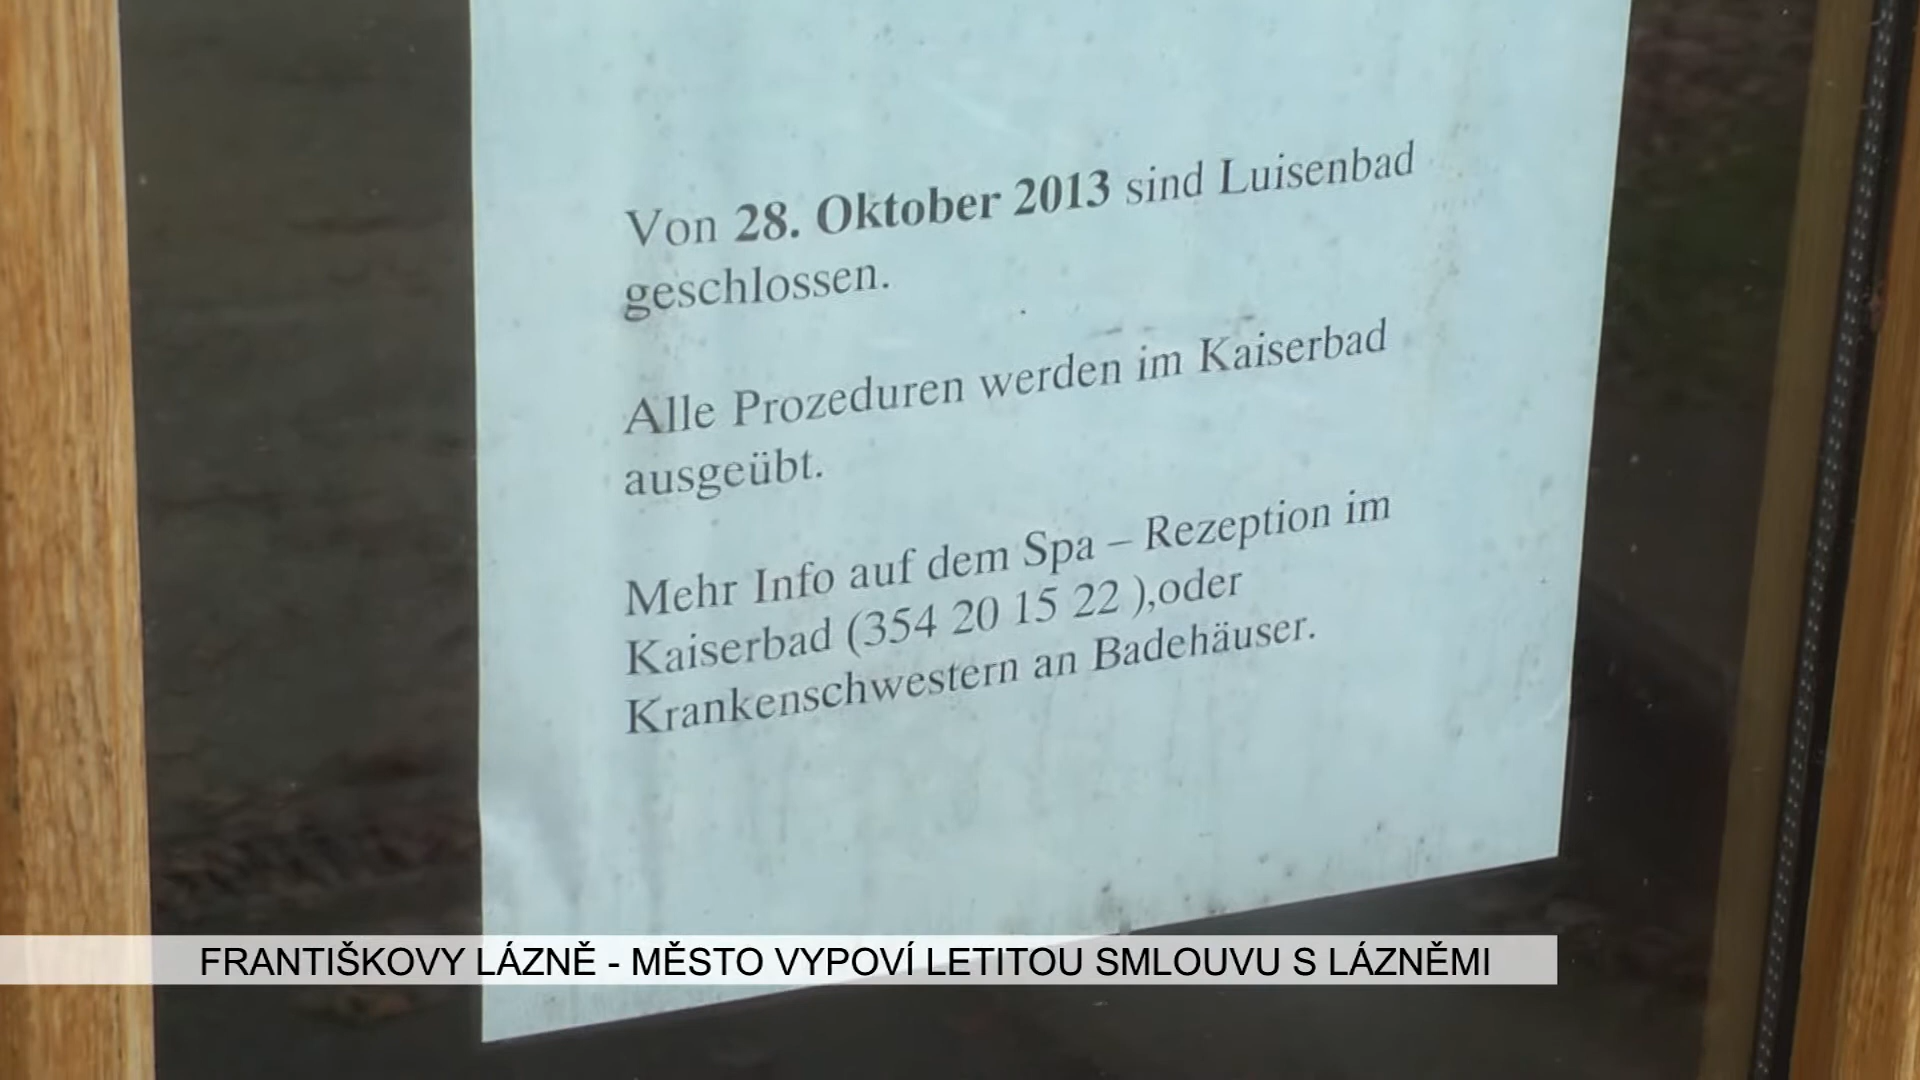 Von 28. Oktober 2013 sind Luisenbad
geschlossen.
Alle Prozeduren werden im Kaiserbad
ausgeübt.
Mehr Info auf dem Spa – Rezeption im
Kaiserbad (354 20 15 22 ),oder
Krankenschwestern an Badehäuser.
FRANTIŠKOVY LÁZNĚ - MĚSTO VYPOVÍ LETITOU SMLOUVU S LÁZNĚMI